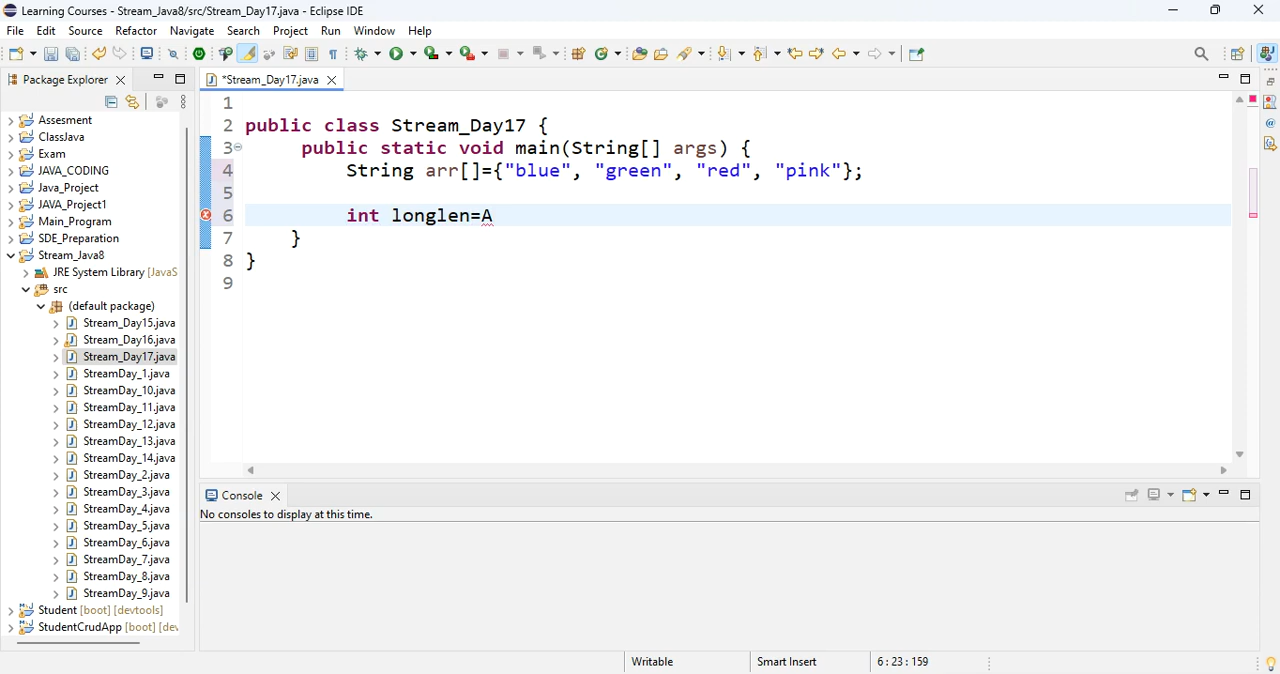 Learning Courses - Stream_Java8/src/Stream_Day17.java - Eclipse IDE
File Edit Source Refactor Navigate Search Project Run Window Help
Package Explorer
*Stream_Day17.java
Assesment
ClassJava
Exam
JAVA_CODING
Java_Project
JAVA_Project1
Main_Program
SDE_Preparation
Stream_Java8
JRE System Library [JavaS
src
(default package)
Stream_Day15.java
Stream_Day16.java
Stream_Day17.java
StreamDay_1.java
StreamDay_10.java
StreamDay_11.java
StreamDay_12.java
StreamDay_13.java
StreamDay_14.java
StreamDay_2.java
StreamDay_3.java
StreamDay_4.java
StreamDay_5.java
StreamDay_6.java
StreamDay_7.java
StreamDay_8.java
StreamDay_9.java
Student [boot] [devtools]
StudentCrudApp [boot] [dev
1
2 public class Stream_Day17 {
3 public static void main(String[] args) {
4 String arr[]={"blue", "green", "red", "pink"};
5
6 int longlen=A
7 }
8 }
9
Console
No consoles to display at this time.
Writable Smart Insert 6 : 23 : 159